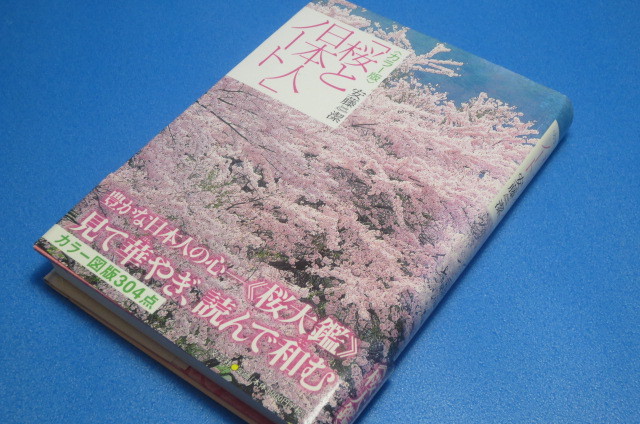 〈カラー版〉
「桜と
日本人」
ノート
安藤 潔
豊かな日本人の心―《桜大鑑》
見て華やぎ、読んで和む
カラー図版304点